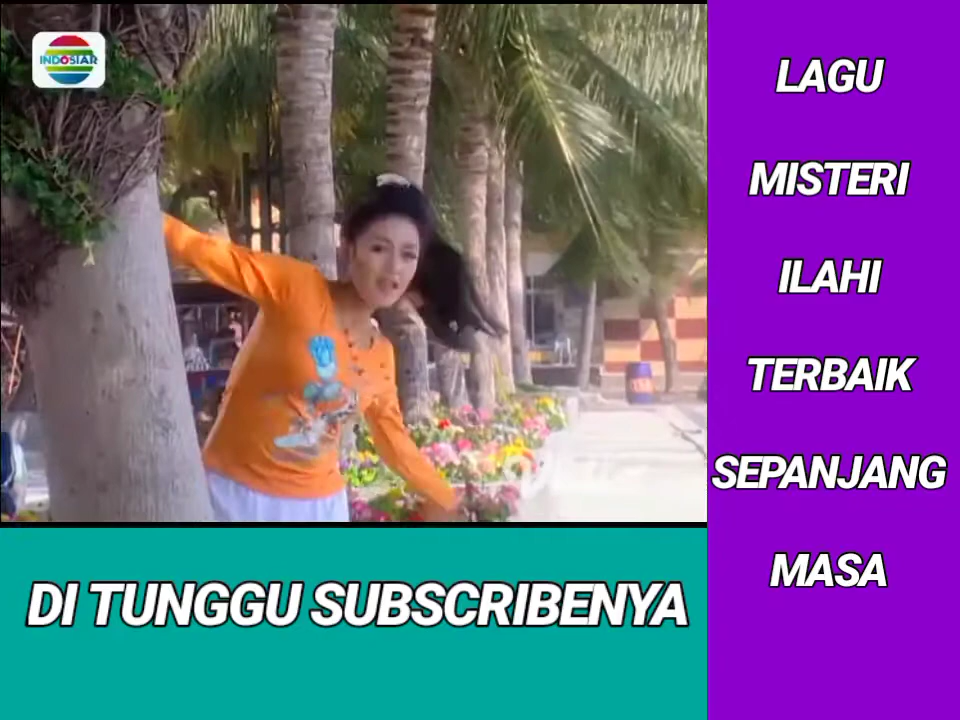 INDOSIAR
LAGU
MISTERI
ILAHI
TERBAIK
SEPANJANG
MASA
DI TUNGGU SUBSCRIBENYA